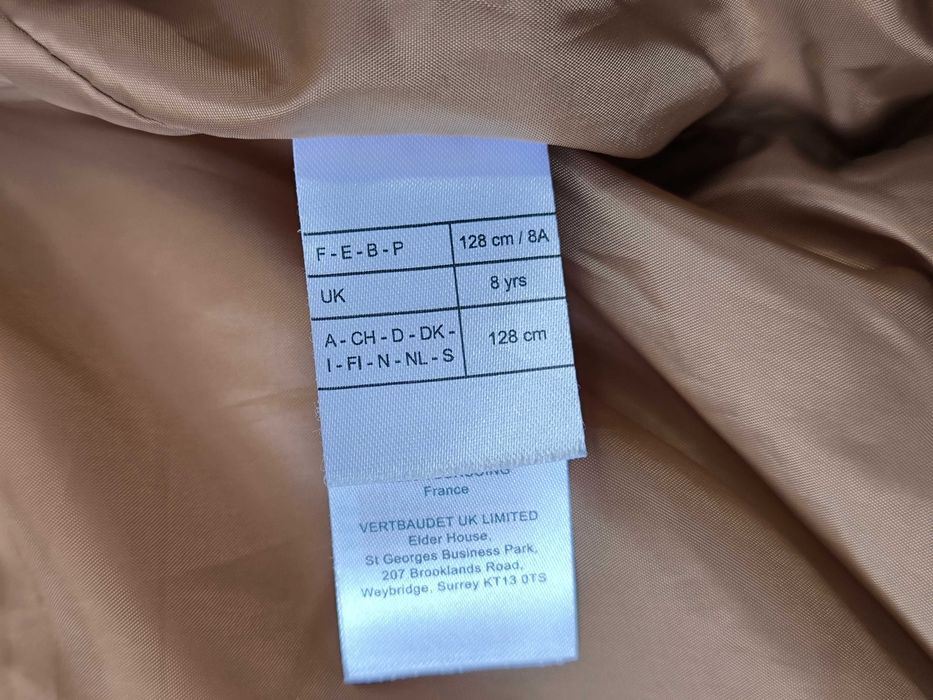 F - E - B - P 128 cm / 8A
UK 8 yrs
A - CH - D - DK -
I - FI - N - NL - S 128 cm
France
VERTBAUDET UK LIMITED
Elder House,
St Georges Business Park,
207 Brooklands Road,
Weybridge, Surrey KT13 0TS